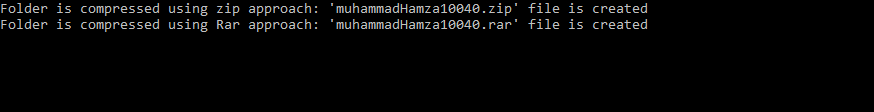 Folder is compressed using zip approach: 'muhammadHamza10040.zip' file is created
Folder is compressed using Rar approach: 'muhammadHamza10040.rar' file is created